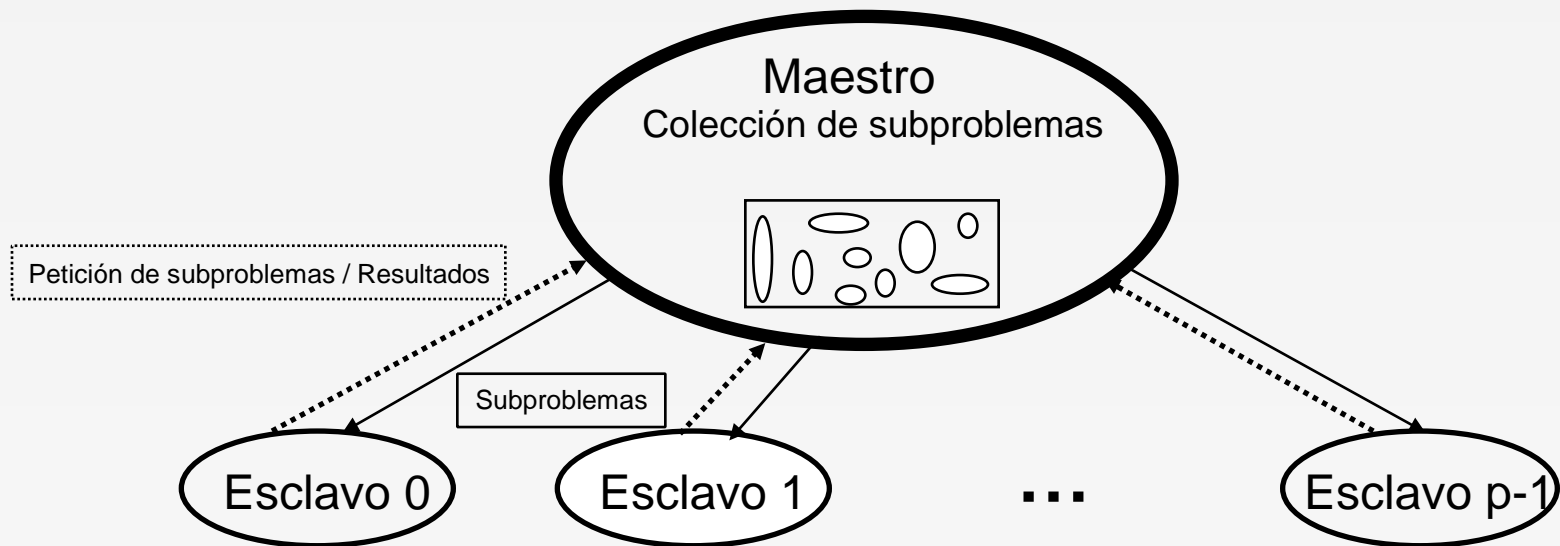 Maestro
Colección de subproblemas
Petición de subproblemas / Resultados
Subproblemas
Esclavo 0
Esclavo 1
...
Esclavo p-1